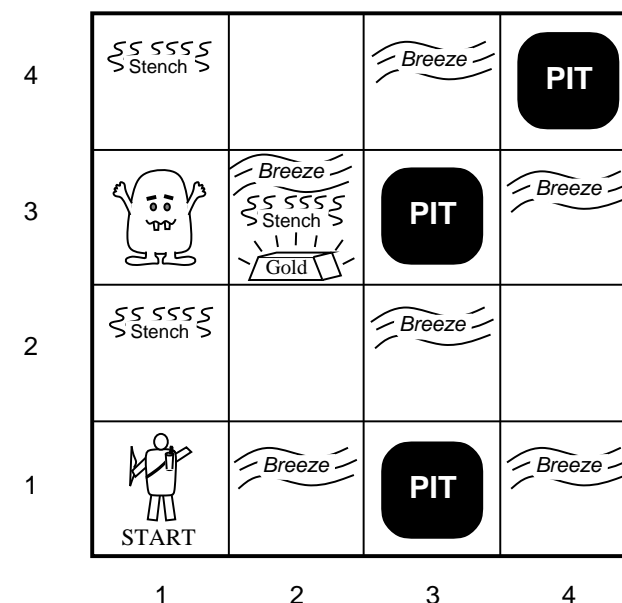 4
Stench
Breeze
PIT
3
Breeze
Stench
Gold
PIT
Breeze
2
Stench
Breeze
1
START
Breeze
PIT
Breeze
1 2 3 4